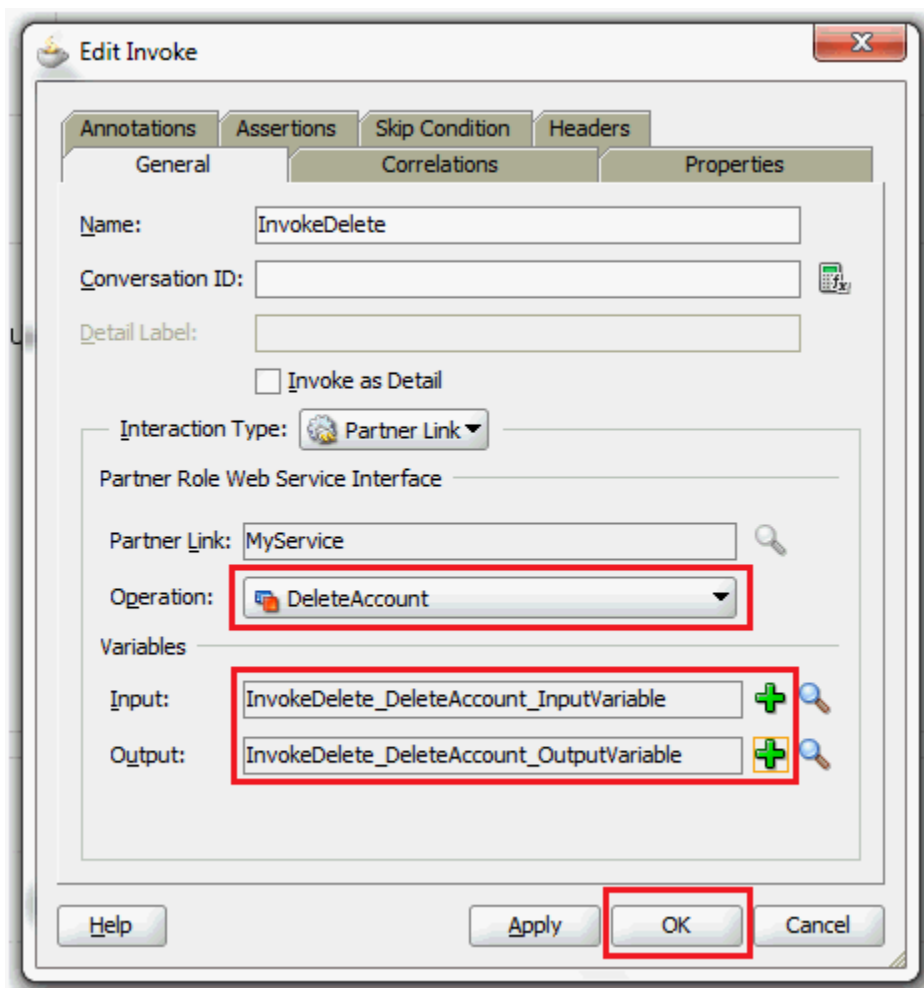 Edit Invoke
Annotations Assertions Skip Condition Headers
General Correlations Properties
Name: InvokeDelete
Conversation ID:
Detail Label:
Invoke as Detail
Interaction Type: Partner Link
Partner Role Web Service Interface
Partner Link: MyService
Operation: DeleteAccount
Variables
Input: InvokeDelete_DeleteAccount_InputVariable
Output: InvokeDelete_DeleteAccount_OutputVariable
Help Apply OK Cancel